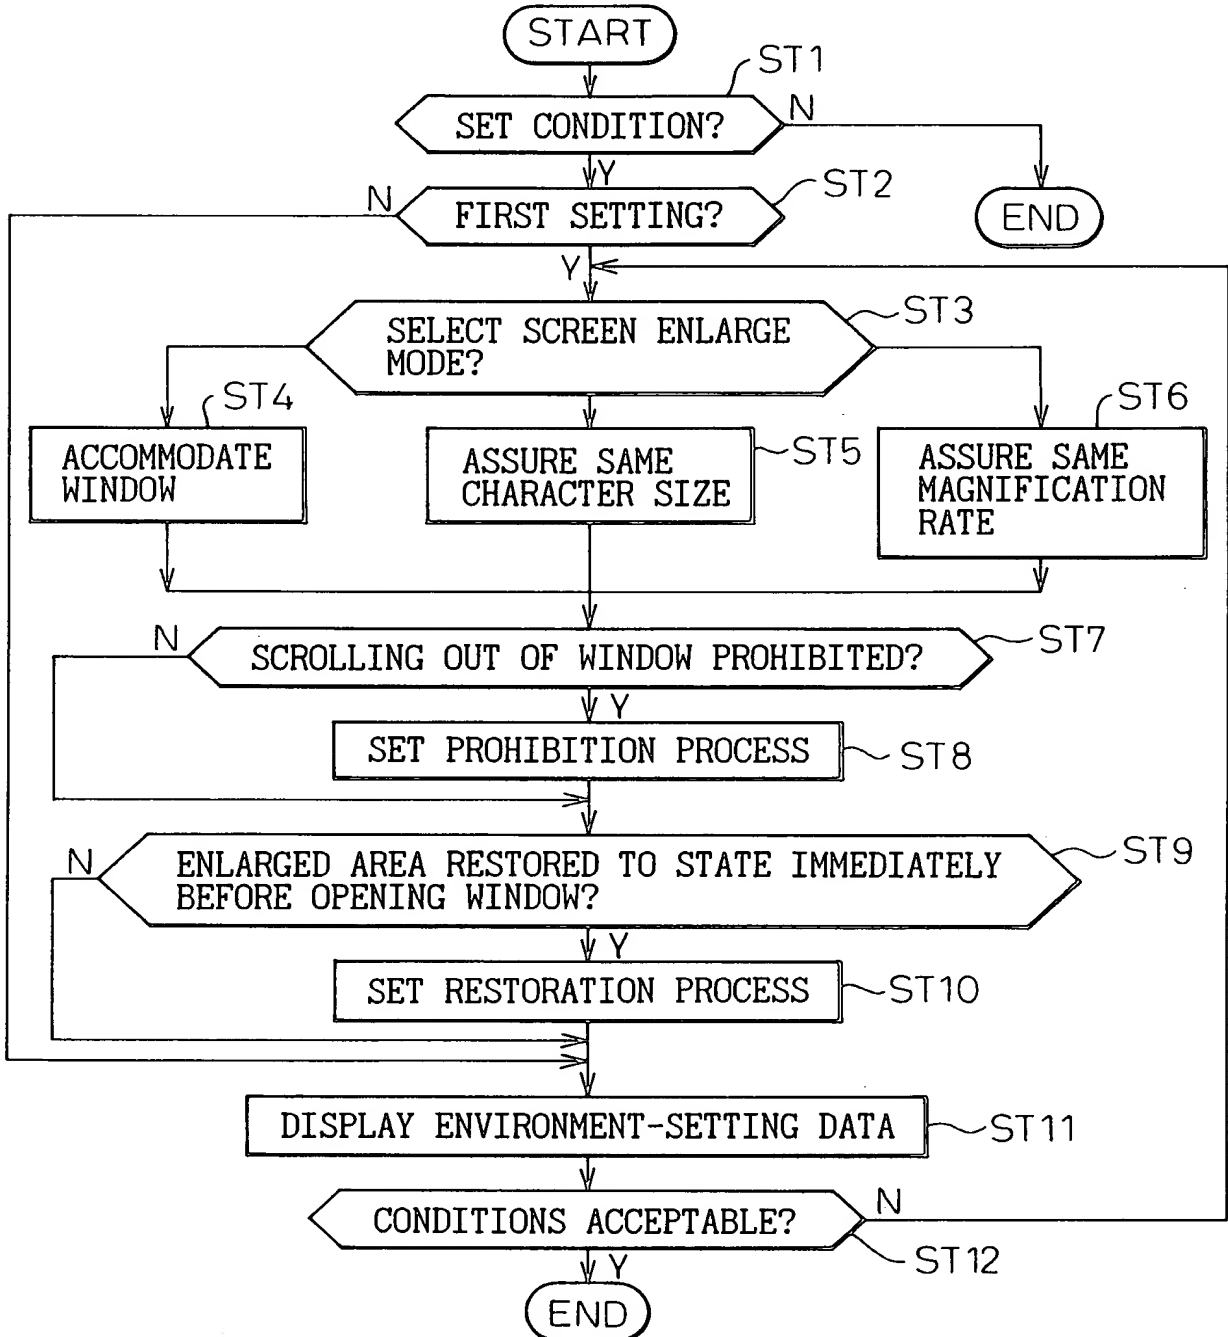 START
ST1
SET CONDITION?
N
Y
ST2
N
FIRST SETTING?
END
Y
ST3
SELECT SCREEN ENLARGE
MODE?
ST4
ST6
ACCOMMODATE
WINDOW
ASSURE SAME
CHARACTER SIZE
ST5
ASSURE SAME
MAGNIFICATION
RATE
N
ST7
SCROLLING OUT OF WINDOW PROHIBITED?
Y
SET PROHIBITION PROCESS
ST8
N
ST9
ENLARGED AREA RESTORED TO STATE IMMEDIATELY
BEFORE OPENING WINDOW?
Y
SET RESTORATION PROCESS
ST10
DISPLAY ENVIRONMENT-SETTING DATA
ST11
N
CONDITIONS ACCEPTABLE?
ST12
Y
END